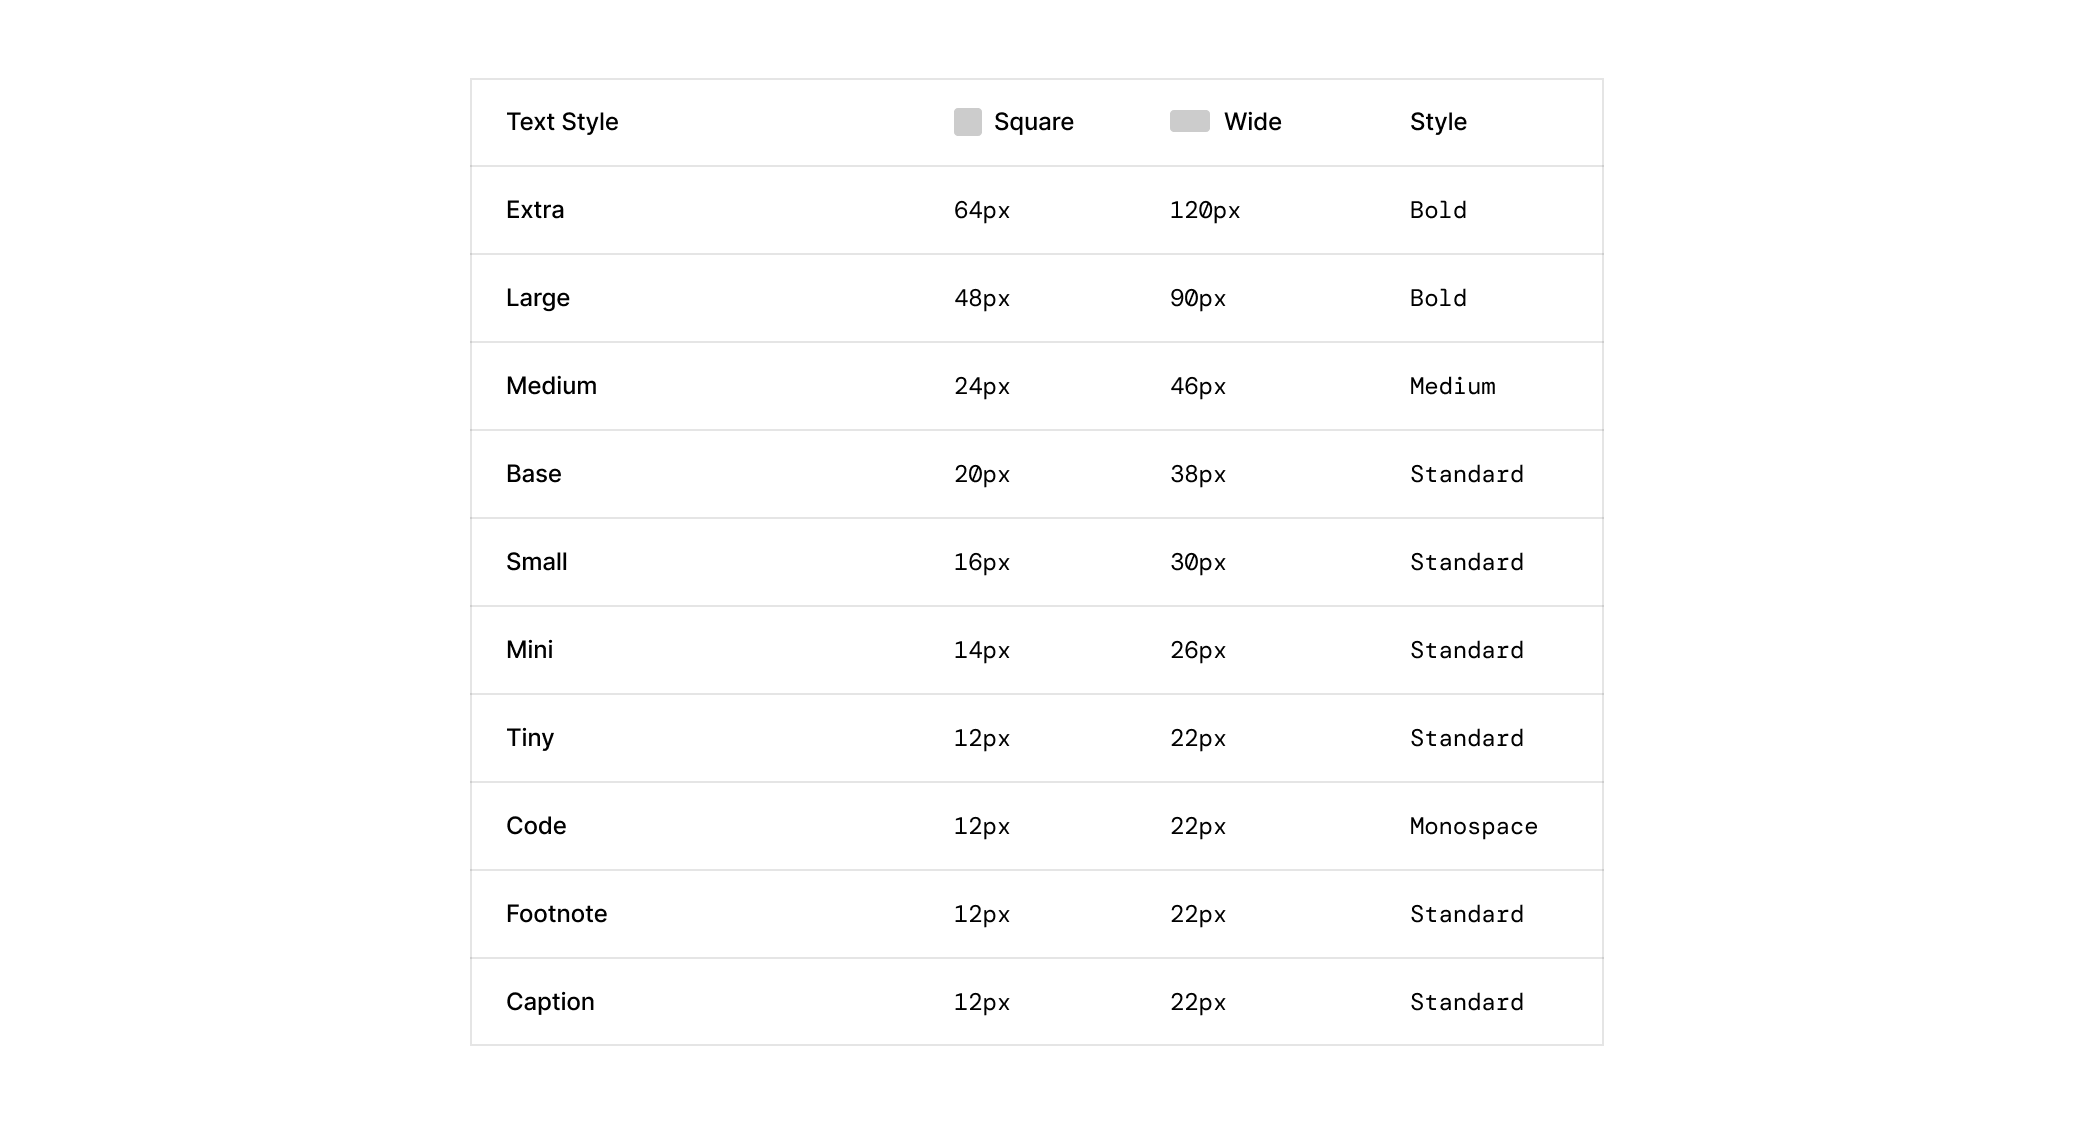 Text Style Square Wide Style
Extra 64px 120px Bold
Large 48px 90px Bold
Medium 24px 46px Medium
Base 20px 38px Standard
Small 16px 30px Standard
Mini 14px 26px Standard
Tiny 12px 22px Standard
Code 12px 22px Monospace
Footnote 12px 22px Standard
Caption 12px 22px Standard